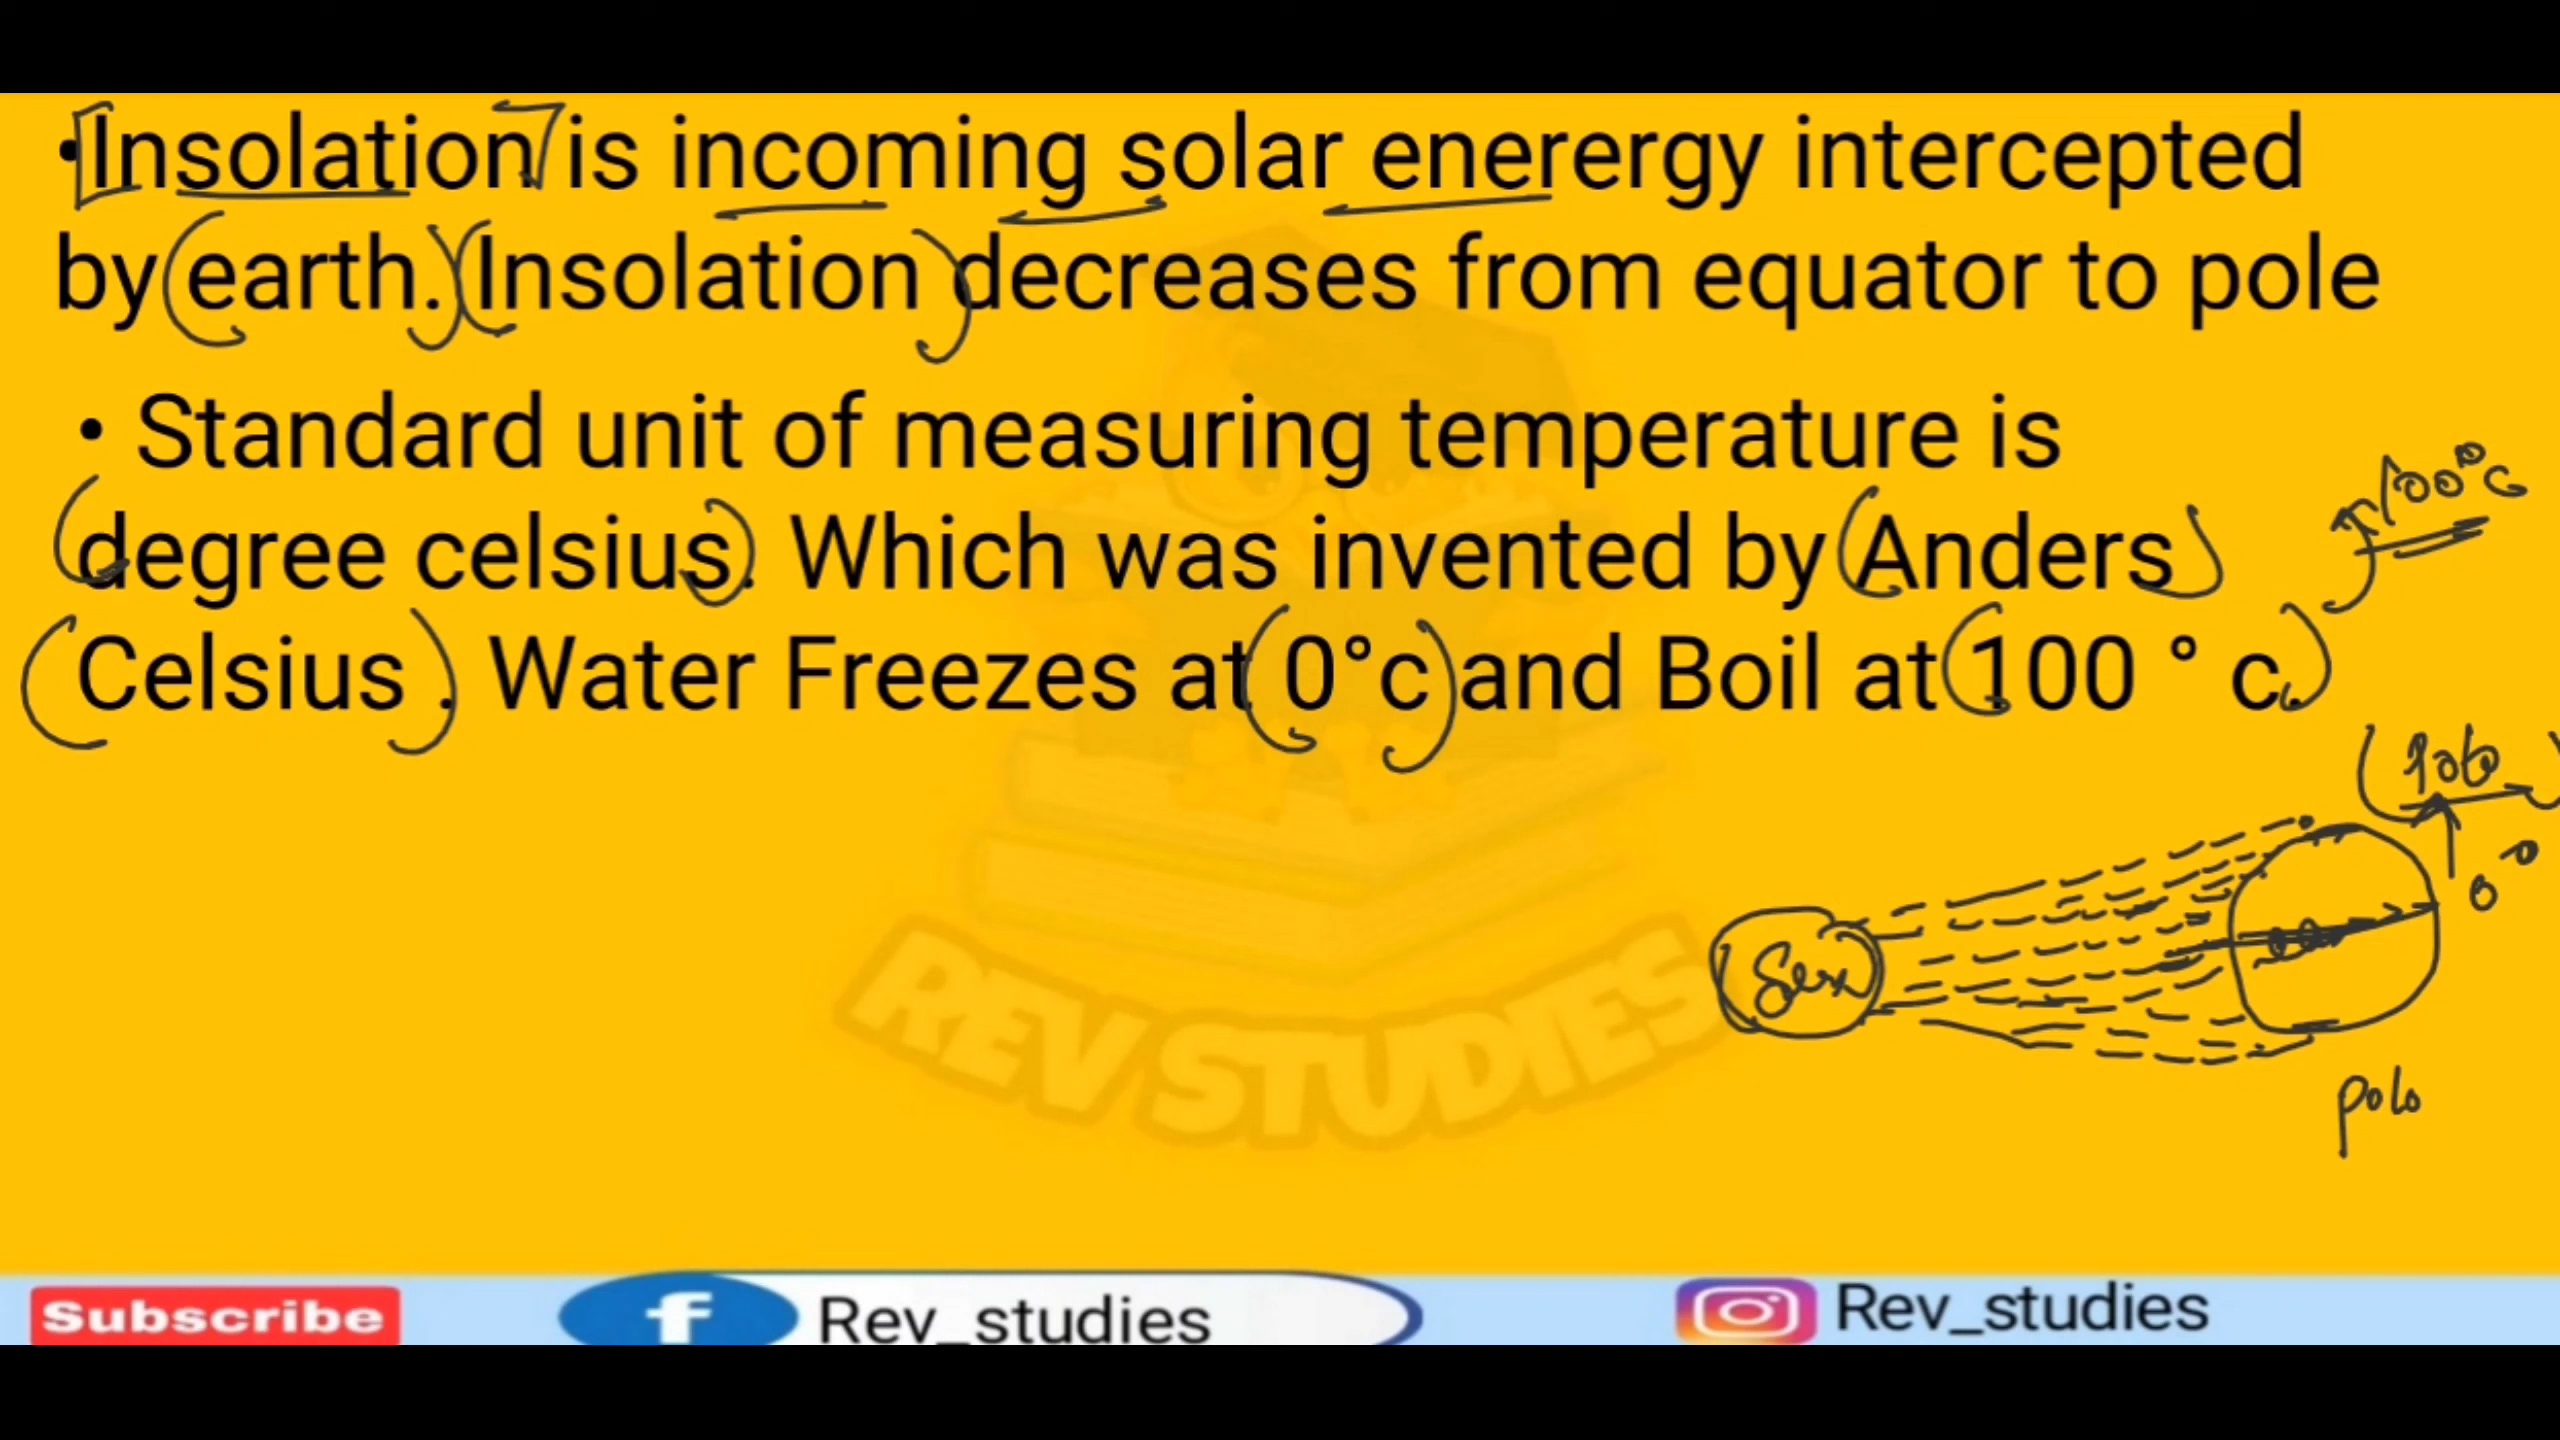 •Insolation is incoming solar enerergy intercepted
by earth. Insolation decreases from equator to pole
• Standard unit of measuring temperature is
degree celsius. Which was invented by Anders
Celsius . Water Freezes at 0°c and Boil at 100 ° c.
100°C
Pole
0°
Sun
pole
REV STUDIES
Subscribe
f Rev_studies
Rev_studies